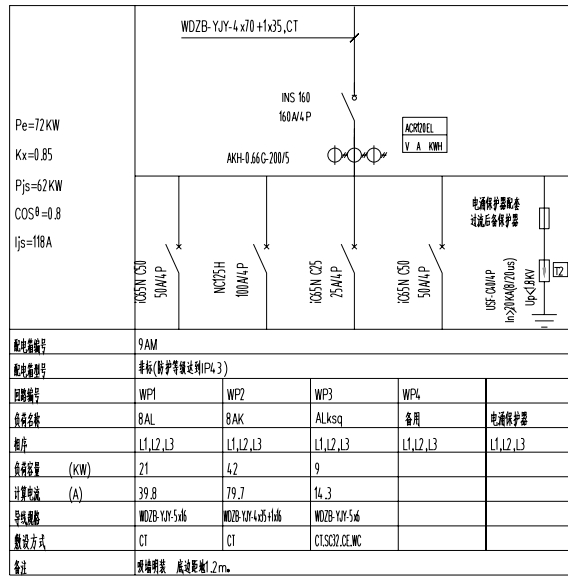 WDZB-YJY-4x70+1x35,CT
INS 160
160A/4P
ACR120EL
V A KWH
AKH-0.66G-200/5
Pe=72KW
Kx=0.85
Pjs=62KW
COSθ=0.8
Ijs=118A
iC65N C50
50A/4P
NC125H
100A/4P
iC65N C25
25A/4P
iC65N C50
50A/4P
电涌保护器配套
过流后备保护器
USF-C40/4P
In≥20KA(8/20us)
Up<1.8KV
T2
配电箱编号 9AM
配电箱型号 非标(防护等级达到IP43)
回路编号 WP1 WP2 WP3 WP4
负荷名称 8AL 8AK ALksq 备用 电涌保护器
相序 L1,L2,L3 L1,L2,L3 L1,L2,L3 L1,L2,L3 L1,L2,L3
负荷容量 (KW) 21 42 9
计算电流 (A) 39.8 79.7 14.3
导线规格 WDZB-YJY-5x16 WDZB-YJY-4x35+1x16 WDZB-YJY-5x6
敷设方式 CT CT CT,SC32,CE,WC
备注 喷墙明装 底边距地1.2m。